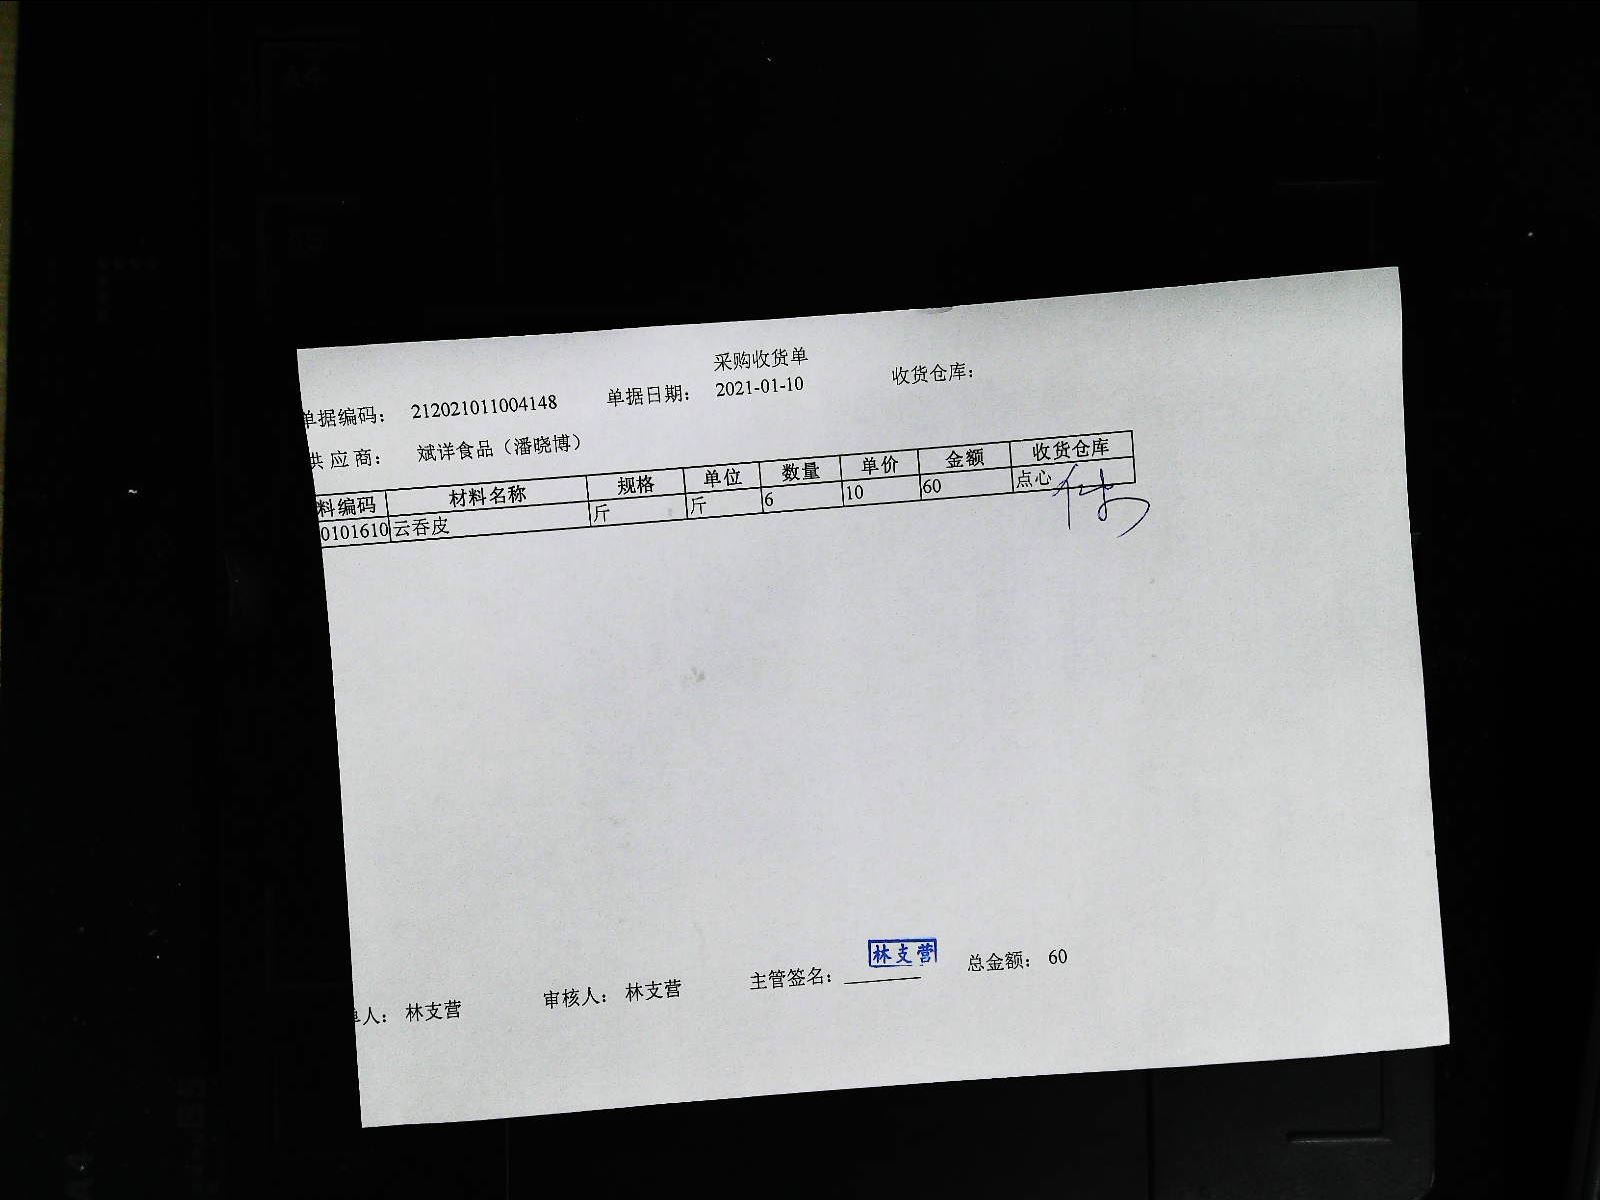 采购收货单
单据编码： 212021011004148 单据日期： 2021-01-10 收货仓库：
供应商： 斌洋食品（潘晓博）
料编码 材料名称 规格 单位 数量 单价 金额 收货仓库
0101610 云吞皮 斤 斤 6 10 60 点心
林支营
单人： 林支营 审核人： 林支营 主管签名： 总金额： 60